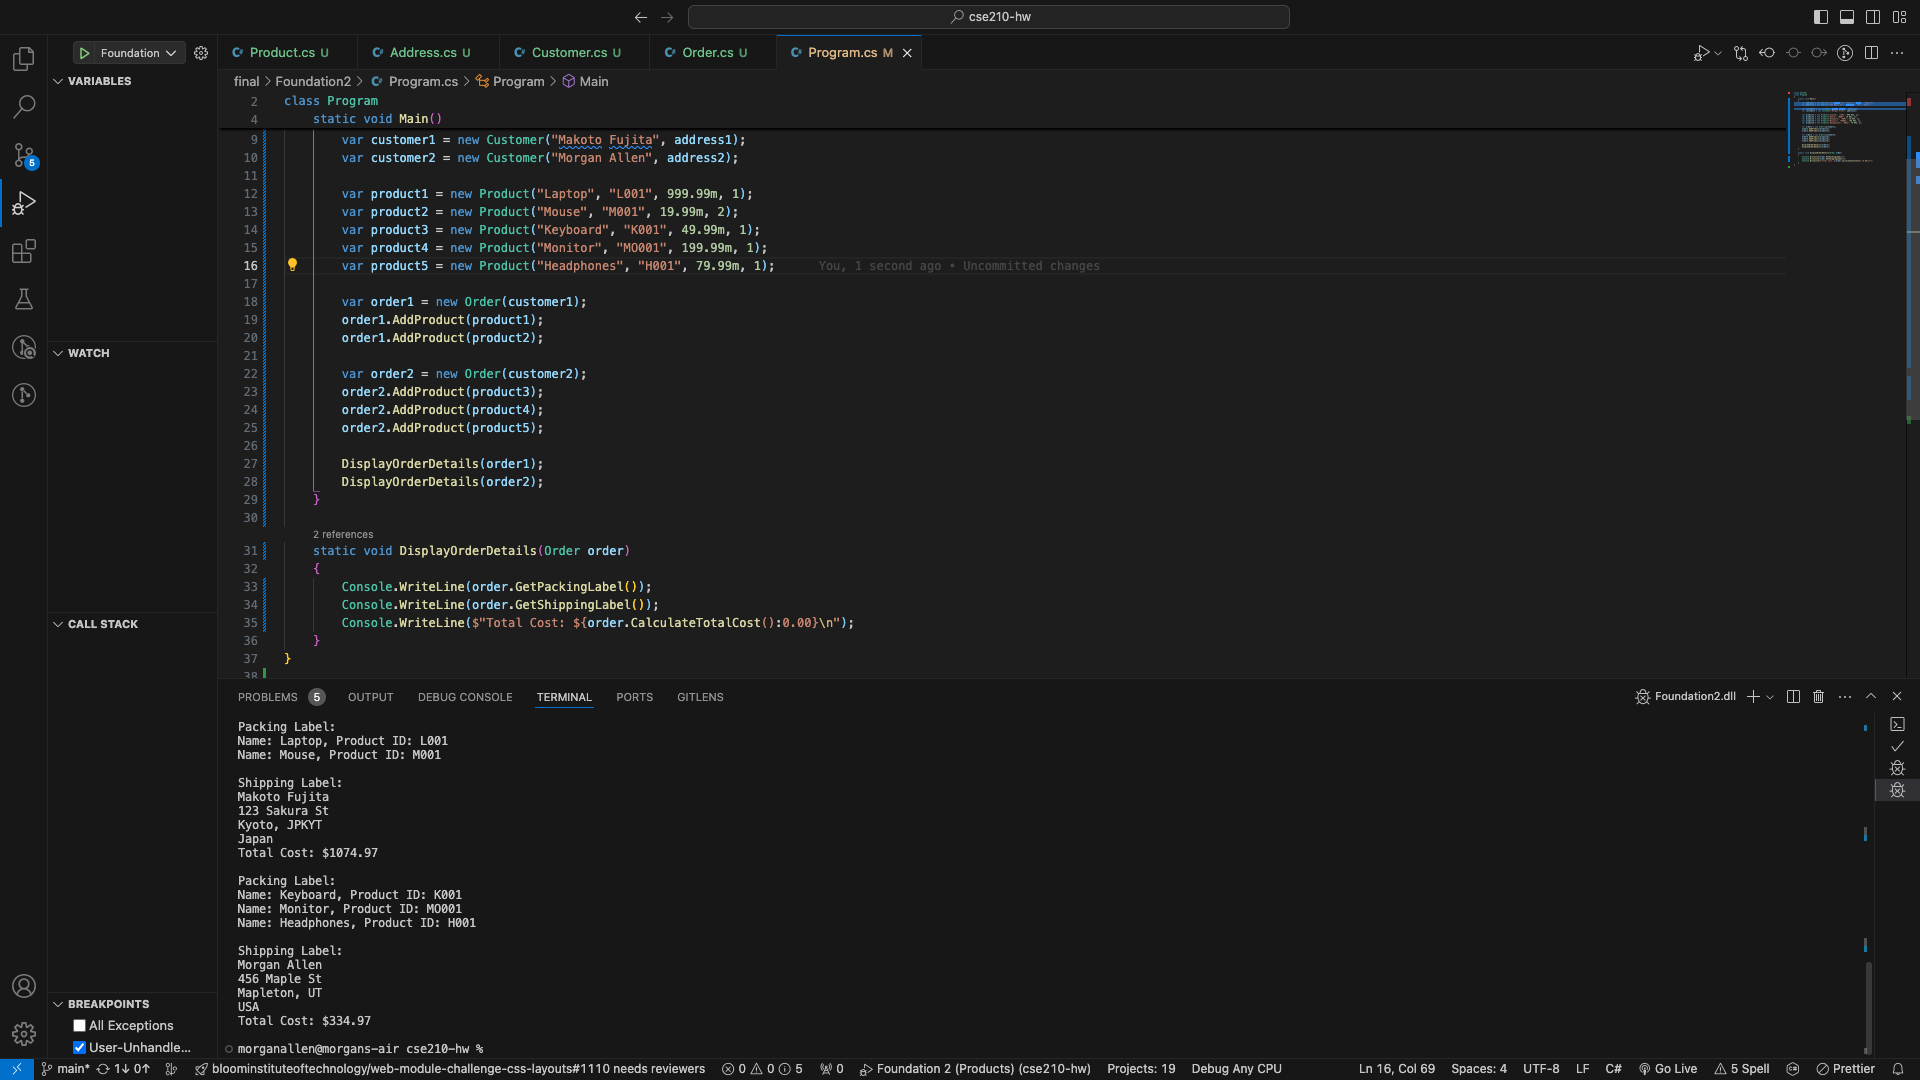 cse210-hw
Foundation
Product.cs U
Address.cs U
Customer.cs U
Order.cs U
Program.cs M
VARIABLES
final > Foundation2 > Program.cs > Program > Main
2 class Program
4 static void Main()
9 var customer1 = new Customer("Makoto Fujita", address1);
10 var customer2 = new Customer("Morgan Allen", address2);
11
12 var product1 = new Product("Laptop", "L001", 999.99m, 1);
13 var product2 = new Product("Mouse", "M001", 19.99m, 2);
14 var product3 = new Product("Keyboard", "K001", 49.99m, 1);
15 var product4 = new Product("Monitor", "MO001", 199.99m, 1);
16 var product5 = new Product("Headphones", "H001", 79.99m, 1); You, 1 second ago • Uncommitted changes
17
18 var order1 = new Order(customer1);
19 order1.AddProduct(product1);
20 order1.AddProduct(product2);
21
22 var order2 = new Order(customer2);
23 order2.AddProduct(product3);
24 order2.AddProduct(product4);
25 order2.AddProduct(product5);
26
27 DisplayOrderDetails(order1);
28 DisplayOrderDetails(order2);
29 }
30
2 references
31 static void DisplayOrderDetails(Order order)
32 {
33 Console.WriteLine(order.GetPackingLabel());
34 Console.WriteLine(order.GetShippingLabel());
35 Console.WriteLine($"Total Cost: ${order.CalculateTotalCost():0.00}\n");
36 }
37 }
38
WATCH
CALL STACK
BREAKPOINTS
All Exceptions
User-Unhandle...
5
PROBLEMS 5 OUTPUT DEBUG CONSOLE TERMINAL PORTS GITLENS
Foundation2.dll
Packing Label:
Name: Laptop, Product ID: L001
Name: Mouse, Product ID: M001
Shipping Label:
Makoto Fujita
123 Sakura St
Kyoto, JPKYT
Japan
Total Cost: $1074.97
Packing Label:
Name: Keyboard, Product ID: K001
Name: Monitor, Product ID: MO001
Name: Headphones, Product ID: H001
Shipping Label:
Morgan Allen
456 Maple St
Mapleton, UT
USA
Total Cost: $334.97
morganallen@morgans-air cse210-hw %
main* 1↓ 0↑ bloominstituteoftechnology/web-module-challenge-css-layouts#1110 needs reviewers 0 0 5 0 Foundation 2 (Products) (cse210-hw) Projects: 19 Debug Any CPU Ln 16, Col 69 Spaces: 4 UTF-8 LF C# Go Live 5 Spell Prettier